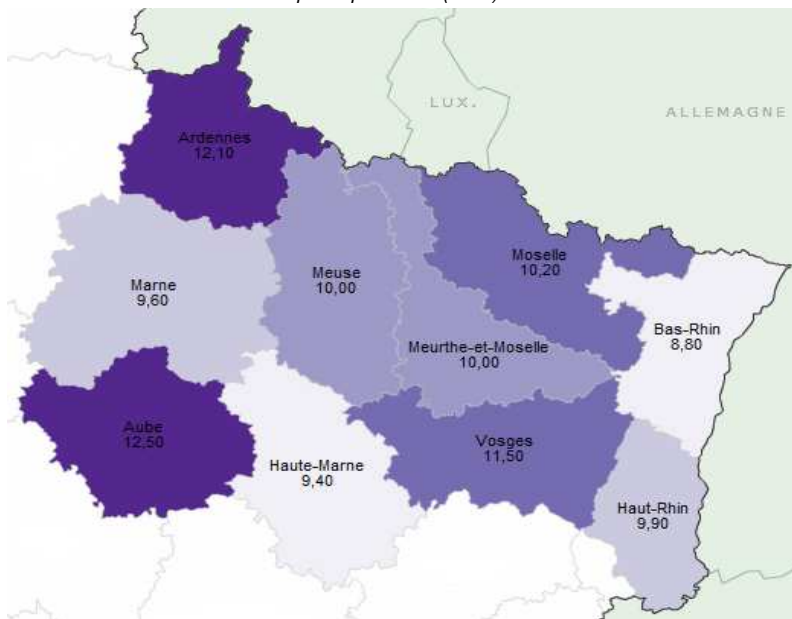 LUX.
ALLEMAGNE
Ardennes
12,10
Moselle
10,20
Meuse
10,00
Marne
9,60
Bas-Rhin
8,80
Meurthe-et-Moselle
10,00
Aube
12,50
Vosges
11,50
Haute-Marne
9,40
Haut-Rhin
9,90